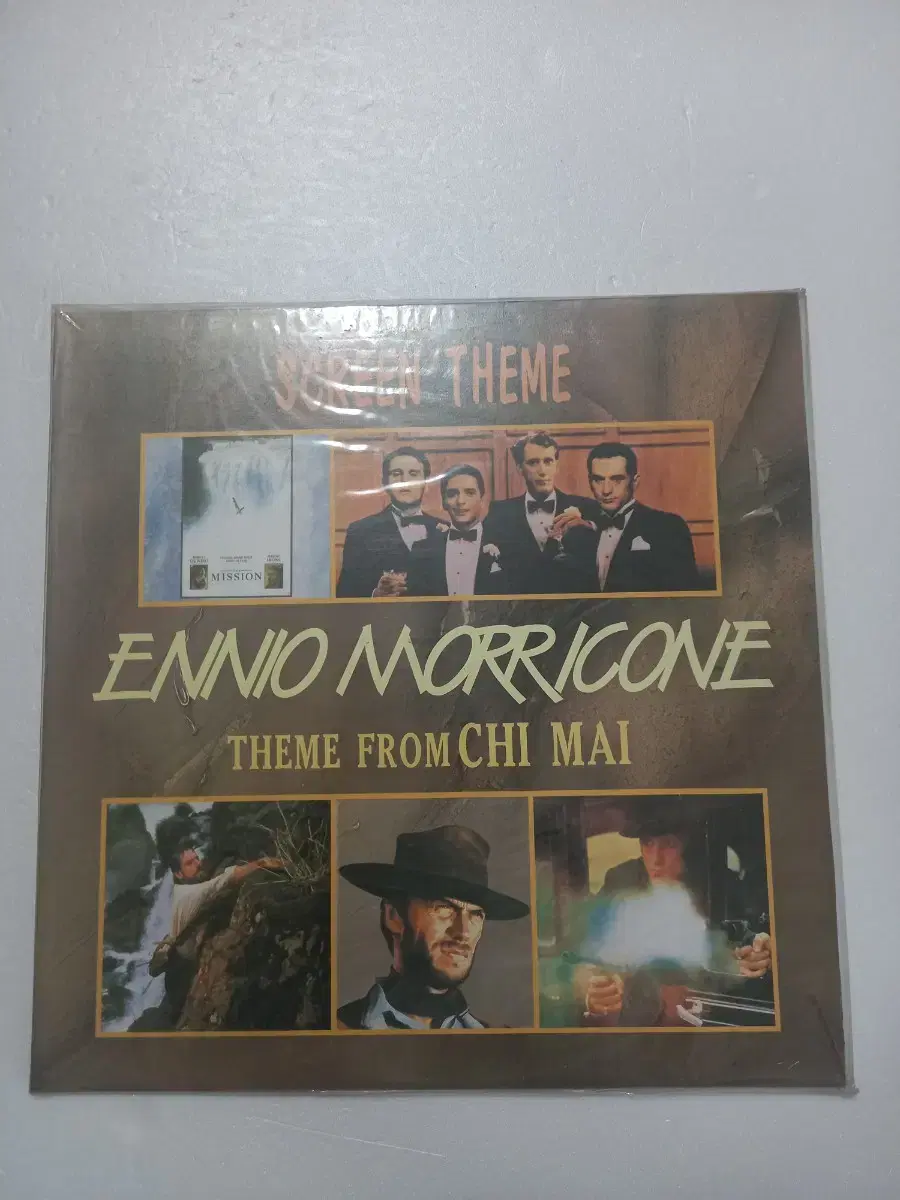 SCREEN THEME
MISSION
ENNIO MORRICONE
THEME FROM CHI MAI